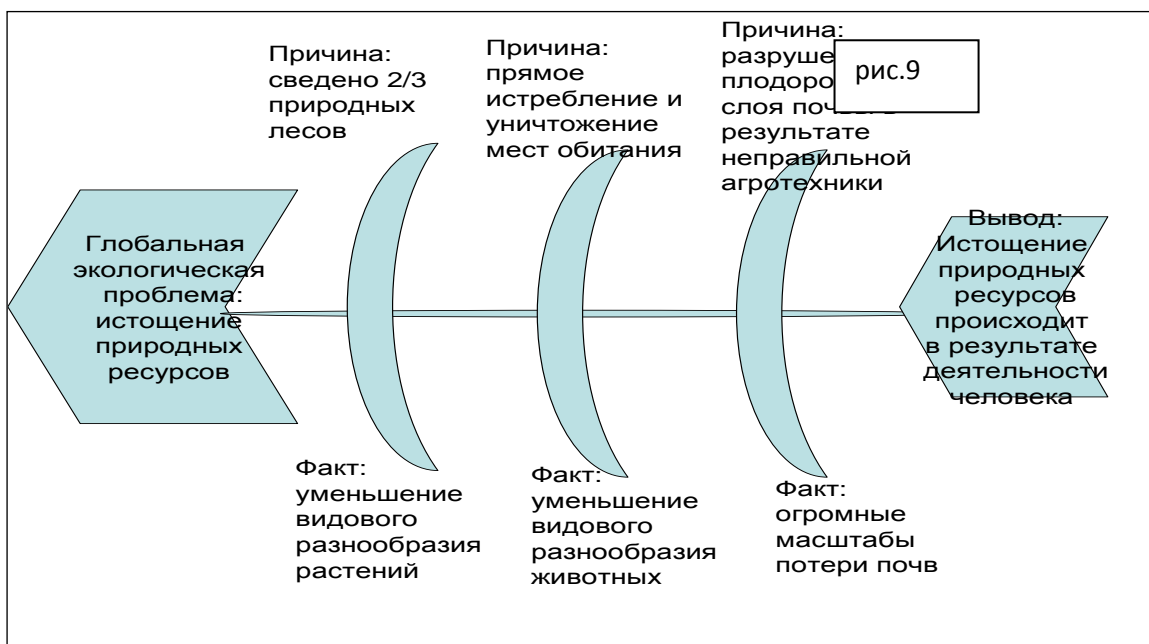 Причина:
сведено 2/3
природных
лесов
Причина:
прямое
истребление и
уничтожение
мест обитания
Причина:
слоя
результате
неправильной
агротехники
рис.9
Глобальная
экологическая
проблема:
истощение
природных
ресурсов
Вывод:
Истощение
природных
ресурсов
происходит
в результате
деятельности
человека
Факт:
уменьшение
видового
разнообразия
растений
Факт:
уменьшение
видового
разнообразия
животных
Факт:
огромные
масштабы
потери почв